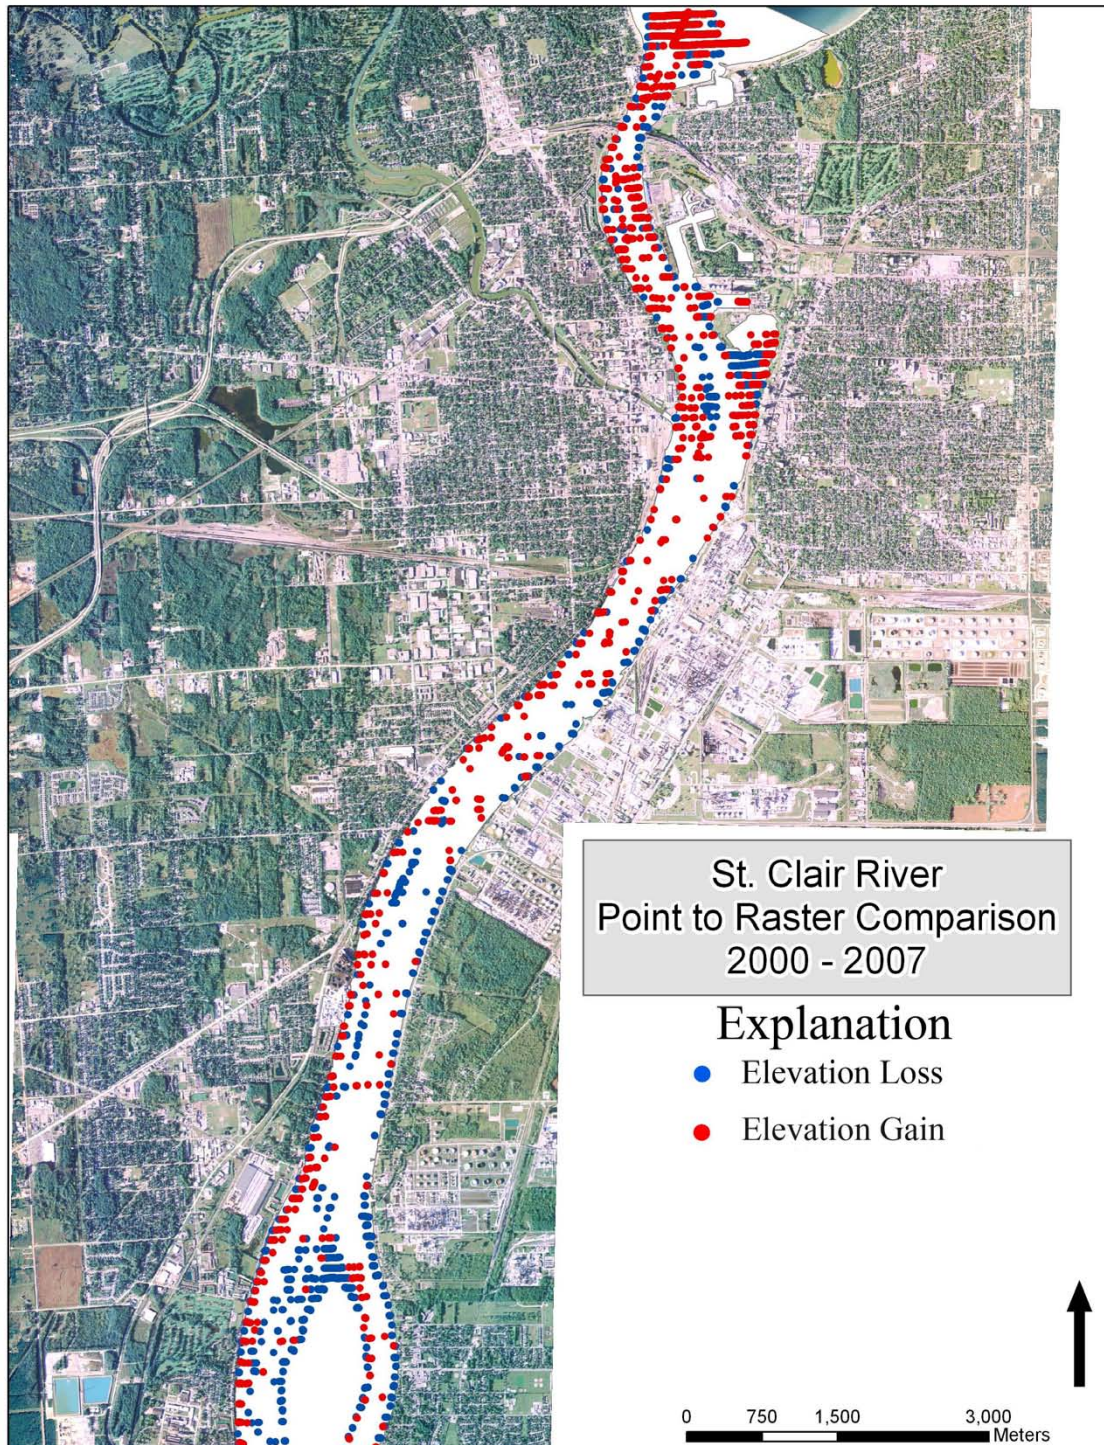 St. Clair River
Point to Raster Comparison
2000 - 2007
Explanation
Elevation Loss
Elevation Gain
0 750 1,500 3,000
Meters